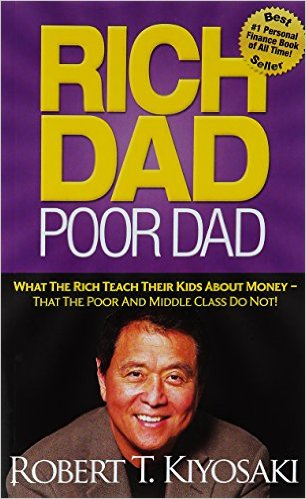 Best
#1 Personal
Finance Book
of All Time!
Seller
RICH
DAD
POOR DAD
WHAT THE RICH TEACH THEIR KIDS ABOUT MONEY –
THAT THE POOR AND MIDDLE CLASS DO NOT!
ROBERT T. KIYOSAKI